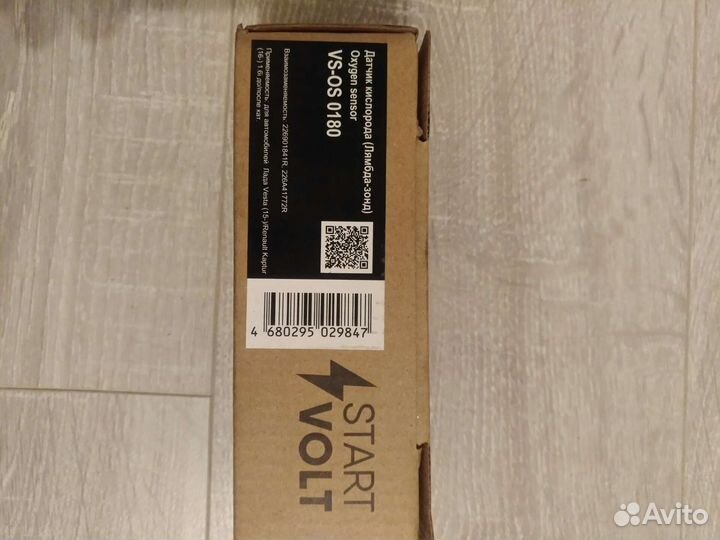 Датчик кислорода (Лямбда-зонд)
Oxygen sensor
VS-OS 0180
Взаимозаменяемость: 226901841R, 226A41772R
Применяемость: для автомобилей Лада Vesta (15-)/Renault Kaptur
(16-) 1.6i до/после кат.
4 680295 029847
START
VOLT
Avito